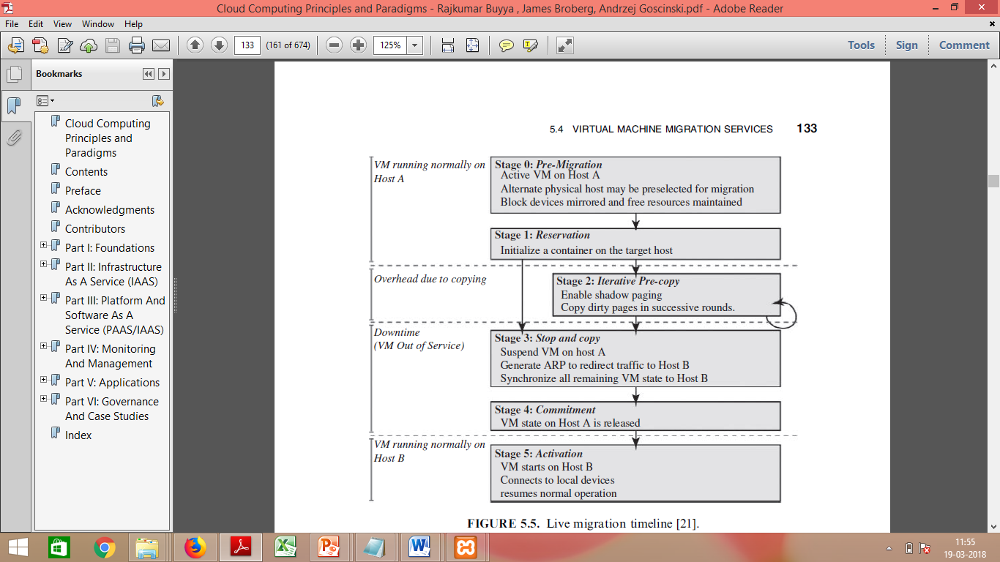 Cloud Computing Principles and Paradigms - Rajkumar Buyya , James Broberg, Andrzej Goscinski.pdf - Adobe Reader
File Edit View Window Help
133 (161 of 674) 125% Tools Sign Comment
Bookmarks
Cloud Computing
Principles and
Paradigms
Contents
Preface
Acknowledgments
Contributors
Part I: Foundations
Part II: Infrastructure
As A Service (IAAS)
Part III: Platform And
Software As A
Service (PAAS/IAAS)
Part IV: Monitoring
And Management
Part V: Applications
Part VI: Governance
And Case Studies
Index
5.4 VIRTUAL MACHINE MIGRATION SERVICES 133
VM running normally on
Host A
Stage 0: Pre-Migration
Active VM on Host A
Alternate physical host may be preselected for migration
Block devices mirrored and free resources maintained
Stage 1: Reservation
Initialize a container on the target host
Overhead due to copying
Stage 2: Iterative Pre-copy
Enable shadow paging
Copy dirty pages in successive rounds.
Downtime
(VM Out of Service)
Stage 3: Stop and copy
Suspend VM on host A
Generate ARP to redirect traffic to Host B
Synchronize all remaining VM state to Host B
Stage 4: Commitment
VM state on Host A is released
VM running normally on
Host B
Stage 5: Activation
VM starts on Host B
Connects to local devices
resumes normal operation
FIGURE 5.5. Live migration timeline [21].
11:55
19-03-2018